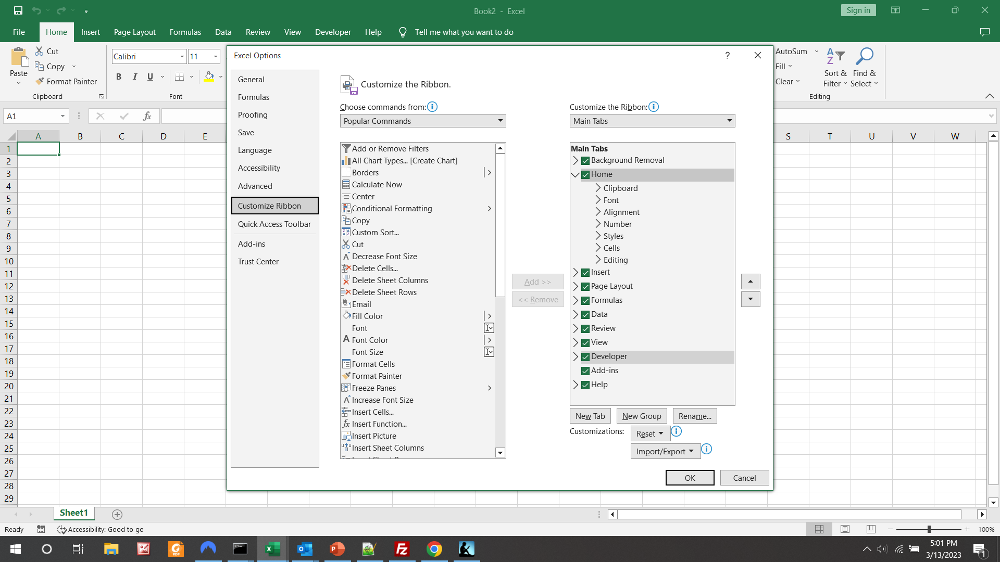 Book2 - Excel
Sign in
File Home Insert Page Layout Formulas Data Review View Developer Help Tell me what you want to do
Paste
Cut
Copy
Format Painter
Clipboard
Calibri 11
B I U
Font
AutoSum
Fill
Clear
Sort & Filter
Find & Select
Editing
A1
fx
A B C D E S T U V W
1
2
3
4
5
6
7
8
9
10
11
12
13
14
15
16
17
18
19
20
21
22
23
24
25
26
27
28
29
Excel Options
?
General
Formulas
Proofing
Save
Language
Accessibility
Advanced
Customize Ribbon
Quick Access Toolbar
Add-ins
Trust Center
Customize the Ribbon.
Choose commands from:
Popular Commands
Add or Remove Filters
All Chart Types... [Create Chart]
Borders
Calculate Now
Center
Conditional Formatting
Copy
Custom Sort...
Cut
Decrease Font Size
Delete Cells...
Delete Sheet Columns
Delete Sheet Rows
Email
Fill Color
Font
Font Color
Font Size
Format Cells
Format Painter
Freeze Panes
Increase Font Size
Insert Cells...
Insert Function...
Insert Picture
Insert Sheet Columns
Add >>
<< Remove
Customize the Ribbon:
Main Tabs
Main Tabs
Background Removal
Home
Clipboard
Font
Alignment
Number
Styles
Cells
Editing
Insert
Page Layout
Formulas
Data
Review
View
Developer
Add-ins
Help
New Tab New Group Rename...
Customizations: Reset
Import/Export
OK Cancel
Sheet1
Ready Accessibility: Good to go
100%
5:01 PM
3/13/2023
1